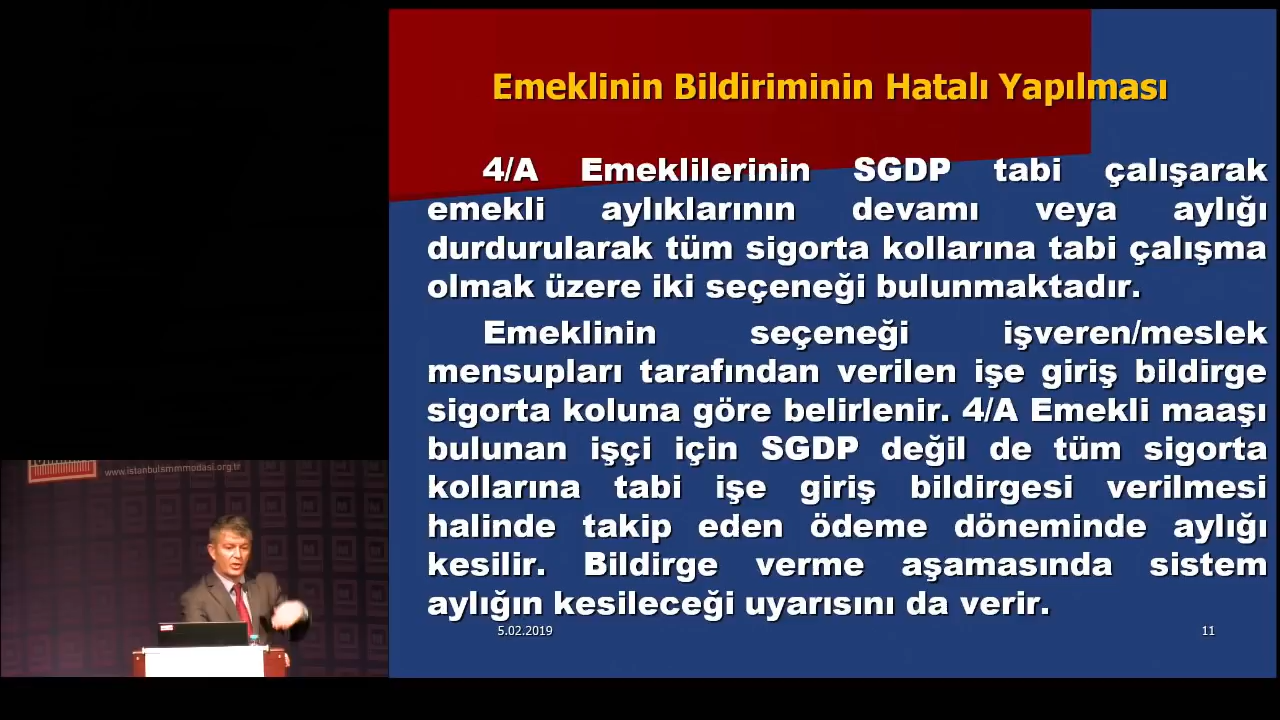 Emeklinin Bildiriminin Hatalı Yapılması
4/A Emeklilerinin SGDP tabi çalışarak
emekli aylıklarının devamı veya aylığı
durdurularak tüm sigorta kollarına tabi çalışma
olmak üzere iki seçeneği bulunmaktadır.
Emeklinin seçeneği işveren/meslek
mensupları tarafından verilen işe giriş bildirge
sigorta koluna göre belirlenir. 4/A Emekli maaşı
bulunan işçi için SGDP değil de tüm sigorta
kollarına tabi işe giriş bildirgesi verilmesi
halinde takip eden ödeme döneminde aylığı
kesilir. Bildirge verme aşamasında sistem
aylığın kesileceği uyarısını da verir.
5.02.2019
11
www.istanbulsmmmodasi.org.tr